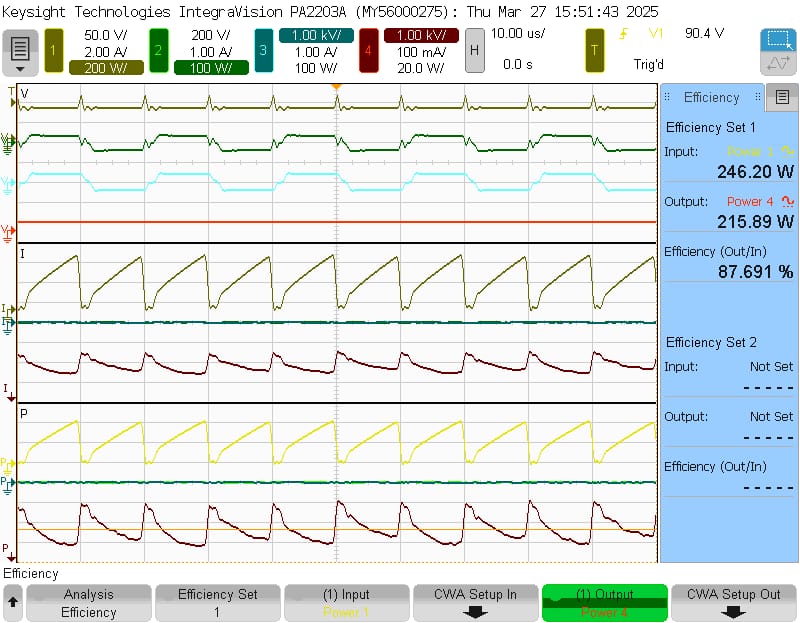 Keysight Technologies IntegraVision PA2203A (MY56000275): Thu Mar 27 15:51:43 2025
1 50.0 V/ 2.00 A/ 200 W/
2 200 V/ 1.00 A/ 100 W/
3 1.00 kV/ 1.00 A/ 100 W/
4 1.00 kV/ 100 mA/ 20.0 W/
H 10.00 us/ 0.0 s
T V1 90.4 V Trig'd
T
V
V
V
V
I
I
I
I
P
P
P
P
Efficiency
Efficiency Set 1
Input: Power 1
246.20 W
Output: Power 4
215.89 W
Efficiency (Out/In)
87.691 %
Efficiency Set 2
Input: Not Set
- - - - -
Output: Not Set
- - - - -
Efficiency (Out/In)
- - - - -
Efficiency
Analysis
Efficiency
Efficiency Set
1
(1) Input
Power 1
CWA Setup In
(1) Output
Power 4
CWA Setup Out